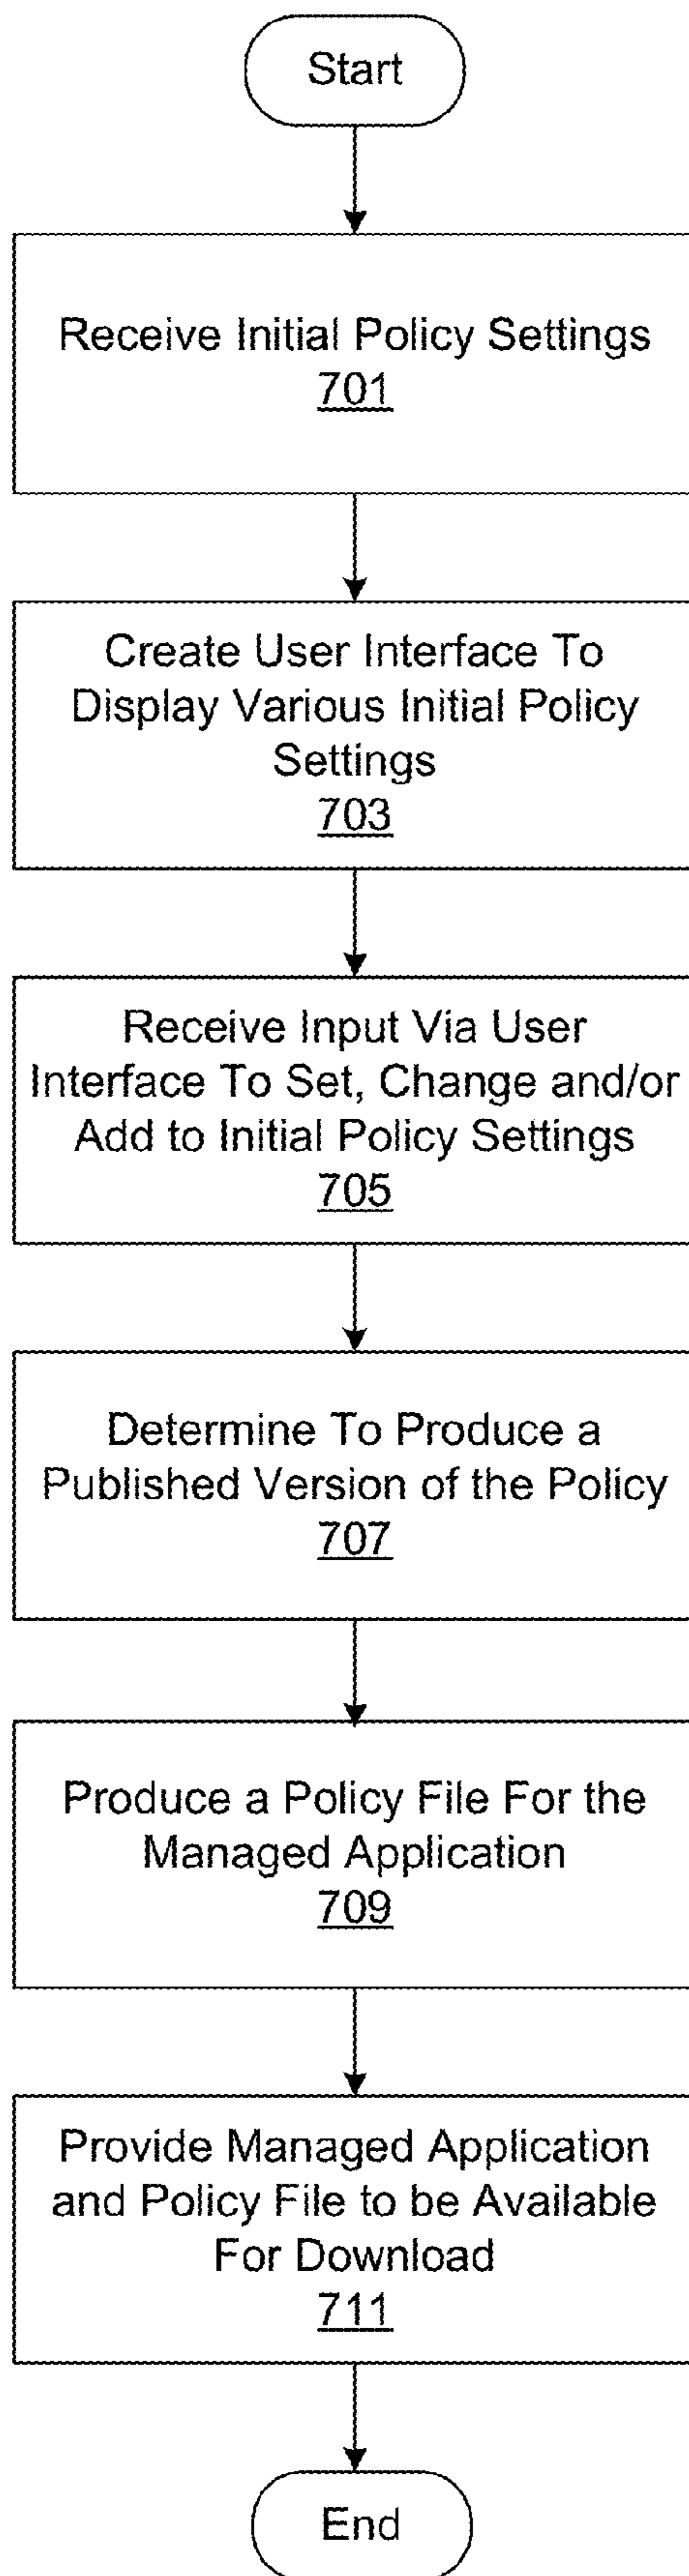 Start
Receive Initial Policy Settings
701
Create User Interface To
Display Various Initial Policy
Settings
703
Receive Input Via User
Interface To Set, Change and/or
Add to Initial Policy Settings
705
Determine To Produce a
Published Version of the Policy
707
Produce a Policy File For the
Managed Application
709
Provide Managed Application
and Policy File to be Available
For Download
711
End